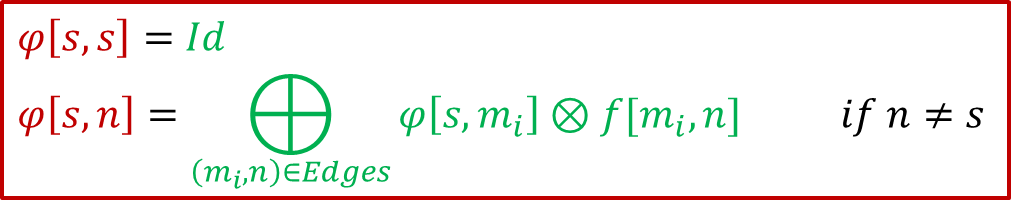 φ[s, s] = Id
φ[s, n] = ⨁ φ[s, mᵢ] ⊗ f[mᵢ, n] if n ≠ s
(mᵢ,n)∈Edges